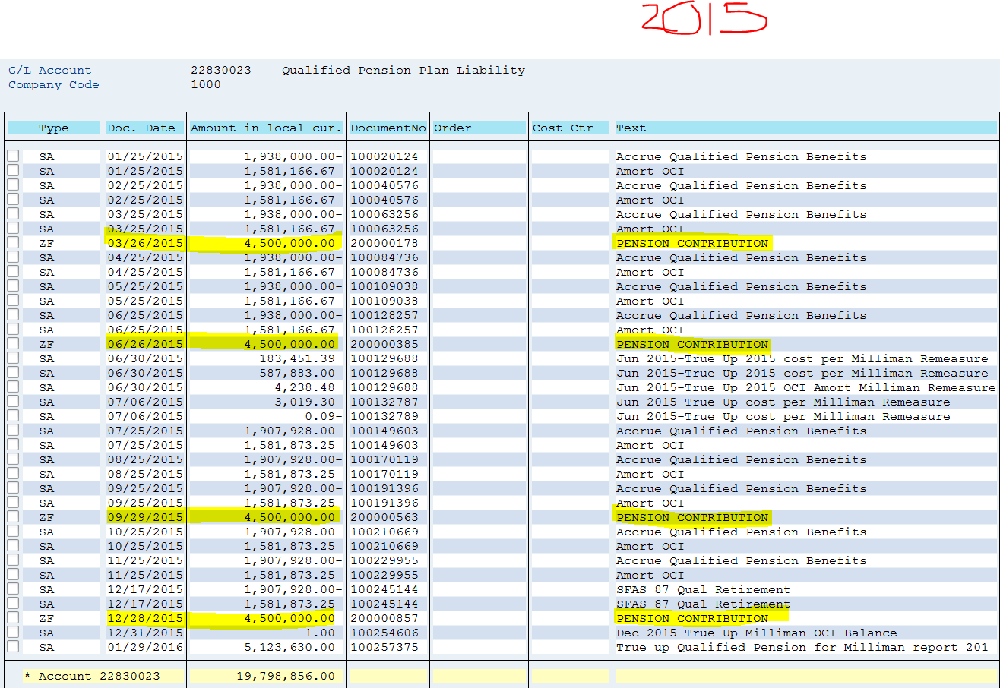 2015
G/L Account 22830023 Qualified Pension Plan Liability
Company Code 1000
Type Doc. Date Amount in local cur. DocumentNo Order Cost Ctr Text
SA 01/25/2015 1,938,000.00- 100020124 Accrue Qualified Pension Benefits
SA 01/25/2015 1,581,166.67 100020124 Amort OCI
SA 02/25/2015 1,938,000.00- 100040576 Accrue Qualified Pension Benefits
SA 02/25/2015 1,581,166.67 100040576 Amort OCI
SA 03/25/2015 1,938,000.00- 100063256 Accrue Qualified Pension Benefits
SA 03/25/2015 1,581,166.67 100063256 Amort OCI
ZF 03/26/2015 4,500,000.00 200000178 PENSION CONTRIBUTION
SA 04/25/2015 1,938,000.00- 100084736 Accrue Qualified Pension Benefits
SA 04/25/2015 1,581,166.67 100084736 Amort OCI
SA 05/25/2015 1,938,000.00- 100109038 Accrue Qualified Pension Benefits
SA 05/25/2015 1,581,166.67 100109038 Amort OCI
SA 06/25/2015 1,938,000.00- 100128257 Accrue Qualified Pension Benefits
SA 06/25/2015 1,581,166.67 100128257 Amort OCI
ZF 06/26/2015 4,500,000.00 200000385 PENSION CONTRIBUTION
SA 06/30/2015 183,451.39 100129688 Jun 2015-True Up 2015 cost per Milliman Remeasure
SA 06/30/2015 587,883.00 100129688 Jun 2015-True Up 2015 cost per Milliman Remeasure
SA 06/30/2015 4,238.48 100129688 Jun 2015-True Up 2015 OCI Amort Milliman Remeasure
SA 07/06/2015 3,019.30- 100132787 Jun 2015-True Up cost per Milliman Remeasure
SA 07/06/2015 0.09- 100132789 Jun 2015-True Up cost per Milliman Remeasure
SA 07/25/2015 1,907,928.00- 100149603 Accrue Qualified Pension Benefits
SA 07/25/2015 1,581,873.25 100149603 Amort OCI
SA 08/25/2015 1,907,928.00- 100170119 Accrue Qualified Pension Benefits
SA 08/25/2015 1,581,873.25 100170119 Amort OCI
SA 09/25/2015 1,907,928.00- 100191396 Accrue Qualified Pension Benefits
SA 09/25/2015 1,581,873.25 100191396 Amort OCI
ZF 09/29/2015 4,500,000.00 200000563 PENSION CONTRIBUTION
SA 10/25/2015 1,907,928.00- 100210669 Accrue Qualified Pension Benefits
SA 10/25/2015 1,581,873.25 100210669 Amort OCI
SA 11/25/2015 1,907,928.00- 100229955 Accrue Qualified Pension Benefits
SA 11/25/2015 1,581,873.25 100229955 Amort OCI
SA 12/17/2015 1,907,928.00- 100245144 SFAS 87 Qual Retirement
SA 12/17/2015 1,581,873.25 100245144 SFAS 87 Qual Retirement
ZF 12/28/2015 4,500,000.00 200000857 PENSION CONTRIBUTION
SA 12/31/2015 1.00 100254606 Dec 2015-True Up Milliman OCI Balance
SA 01/29/2016 5,123,630.00 100257375 True up Qualified Pension for Milliman report 201
* Account 22830023 19,798,856.00